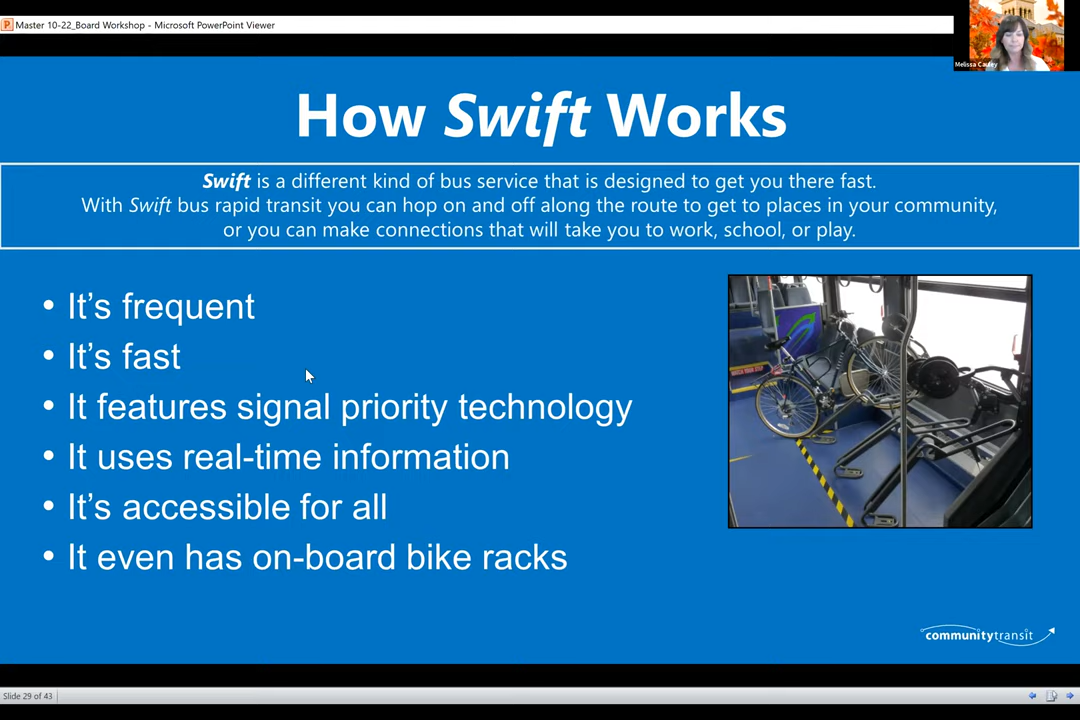 Master 10-22_Board Workshop - Microsoft PowerPoint Viewer
Melissa Cauley
How Swift Works
Swift is a different kind of bus service that is designed to get you there fast.
With Swift bus rapid transit you can hop on and off along the route to get to places in your community,
or you can make connections that will take you to work, school, or play.
• It’s frequent
• It’s fast
• It features signal priority technology
• It uses real-time information
• It’s accessible for all
• It even has on-board bike racks
WATCH YOUR STEP
communitytransit
Slide 29 of 43